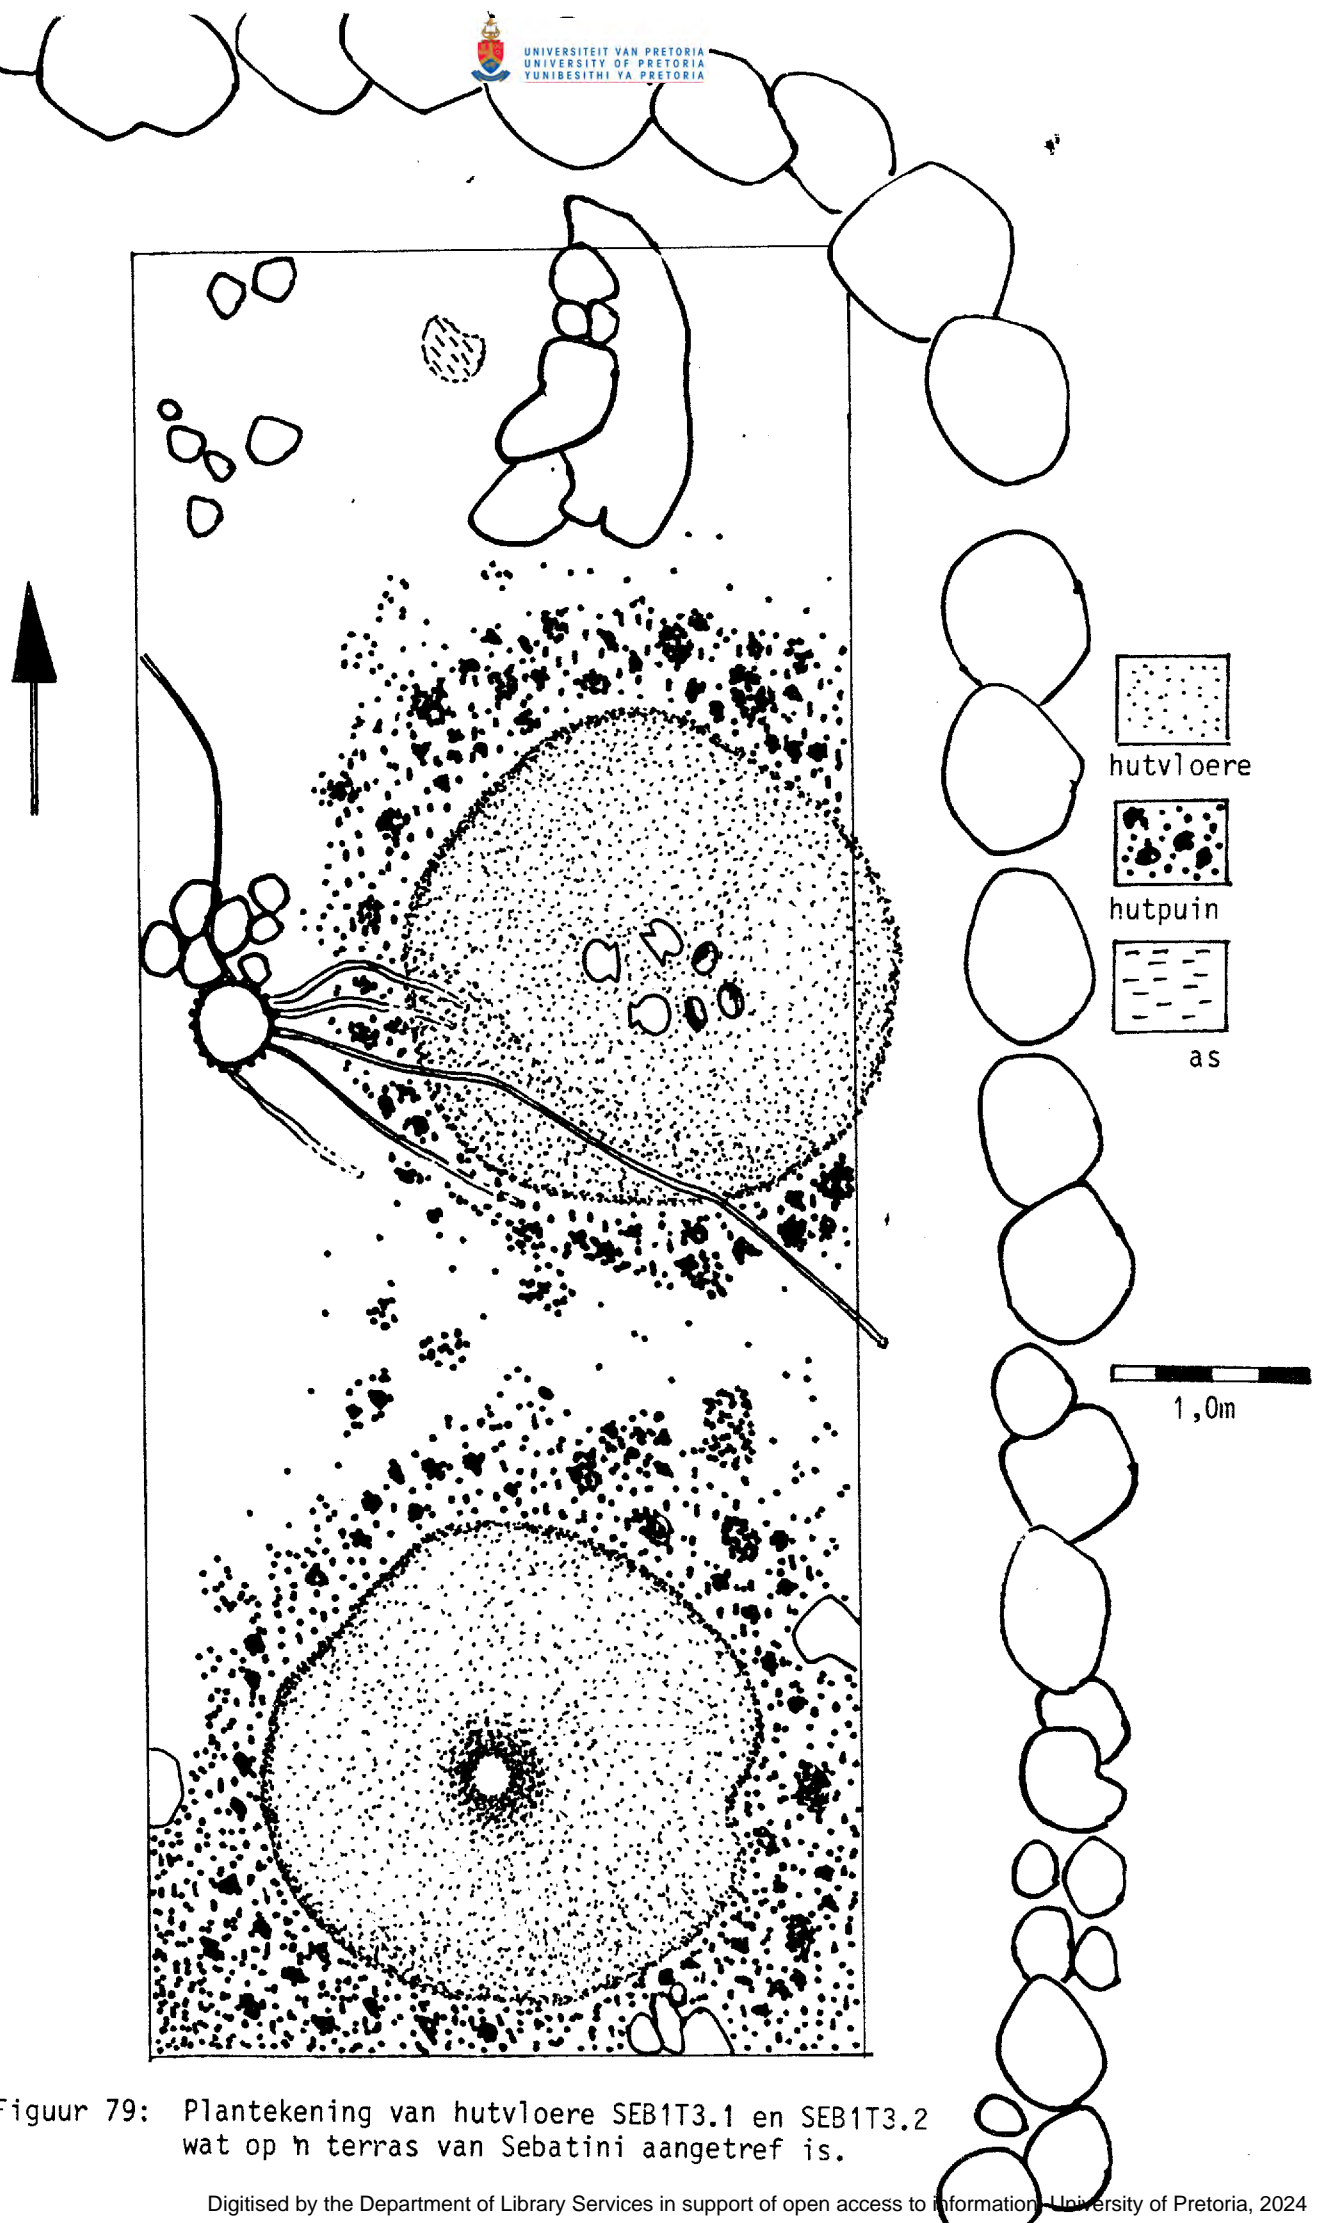 UNIVERSITEIT VAN PRETORIA
UNIVERSITY OF PRETORIA
YUNIBESITHI YA PRETORIA
hutvloere
hutpuin
as
1,0m
Figuur 79: Plantekening van hutvloere SEB1T3.1 en SEB1T3.2
wat op 'n terras van Sebatini aangetref is.
Digitised by the Department of Library Services in support of open access to information, University of Pretoria, 2024